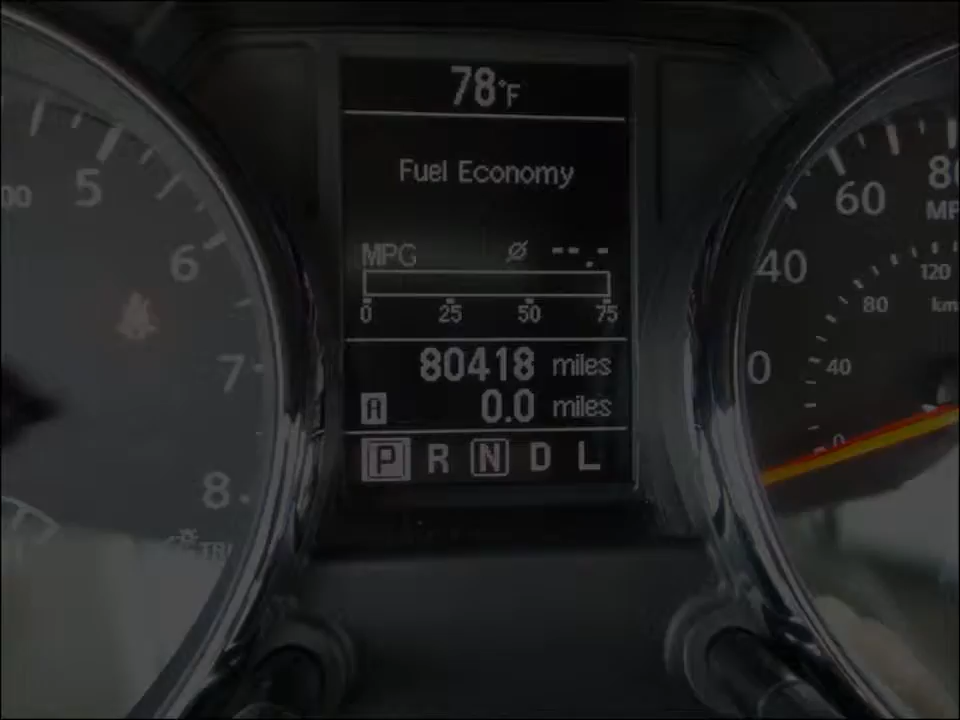 78°F
Fuel Economy
MPG Ø --.-
0 25 50 75
80418 miles
A 0.0 miles
P R N D L
00 5 6 7 8
0 40 60 80
MP
0 40 80 120
km